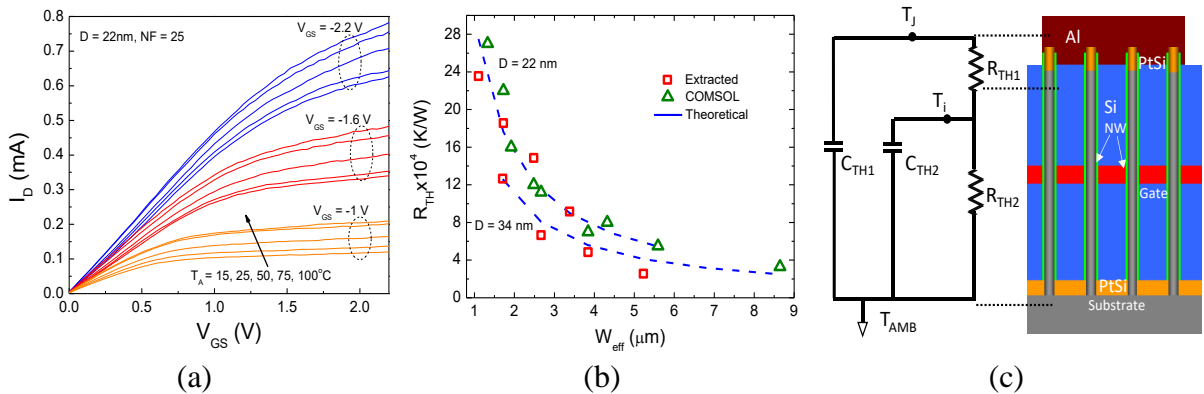 D = 22nm, NF = 25
V_GS = -2.2 V
V_GS = -1.6 V
V_GS = -1 V
T_A = 15, 25, 50, 75, 100°C
I_D (mA)
0.8
0.7
0.6
0.5
0.4
0.3
0.2
0.1
0.0
0.0 0.5 1.0 1.5 2.0
V_GS (V)
(a)
R_TH×10⁴ (K/W)
28
24
20
16
12
8
4
0
D = 22 nm
Extracted
COMSOL
Theoretical
D = 34 nm
1 2 3 4 5 6 7 8 9
W_eff (μm)
(b)
T_J
R_TH1
T_i
C_TH1
C_TH2
R_TH2
T_AMB
Al
PtSi
Si
NW
Gate
PtSi
Substrate
(c)